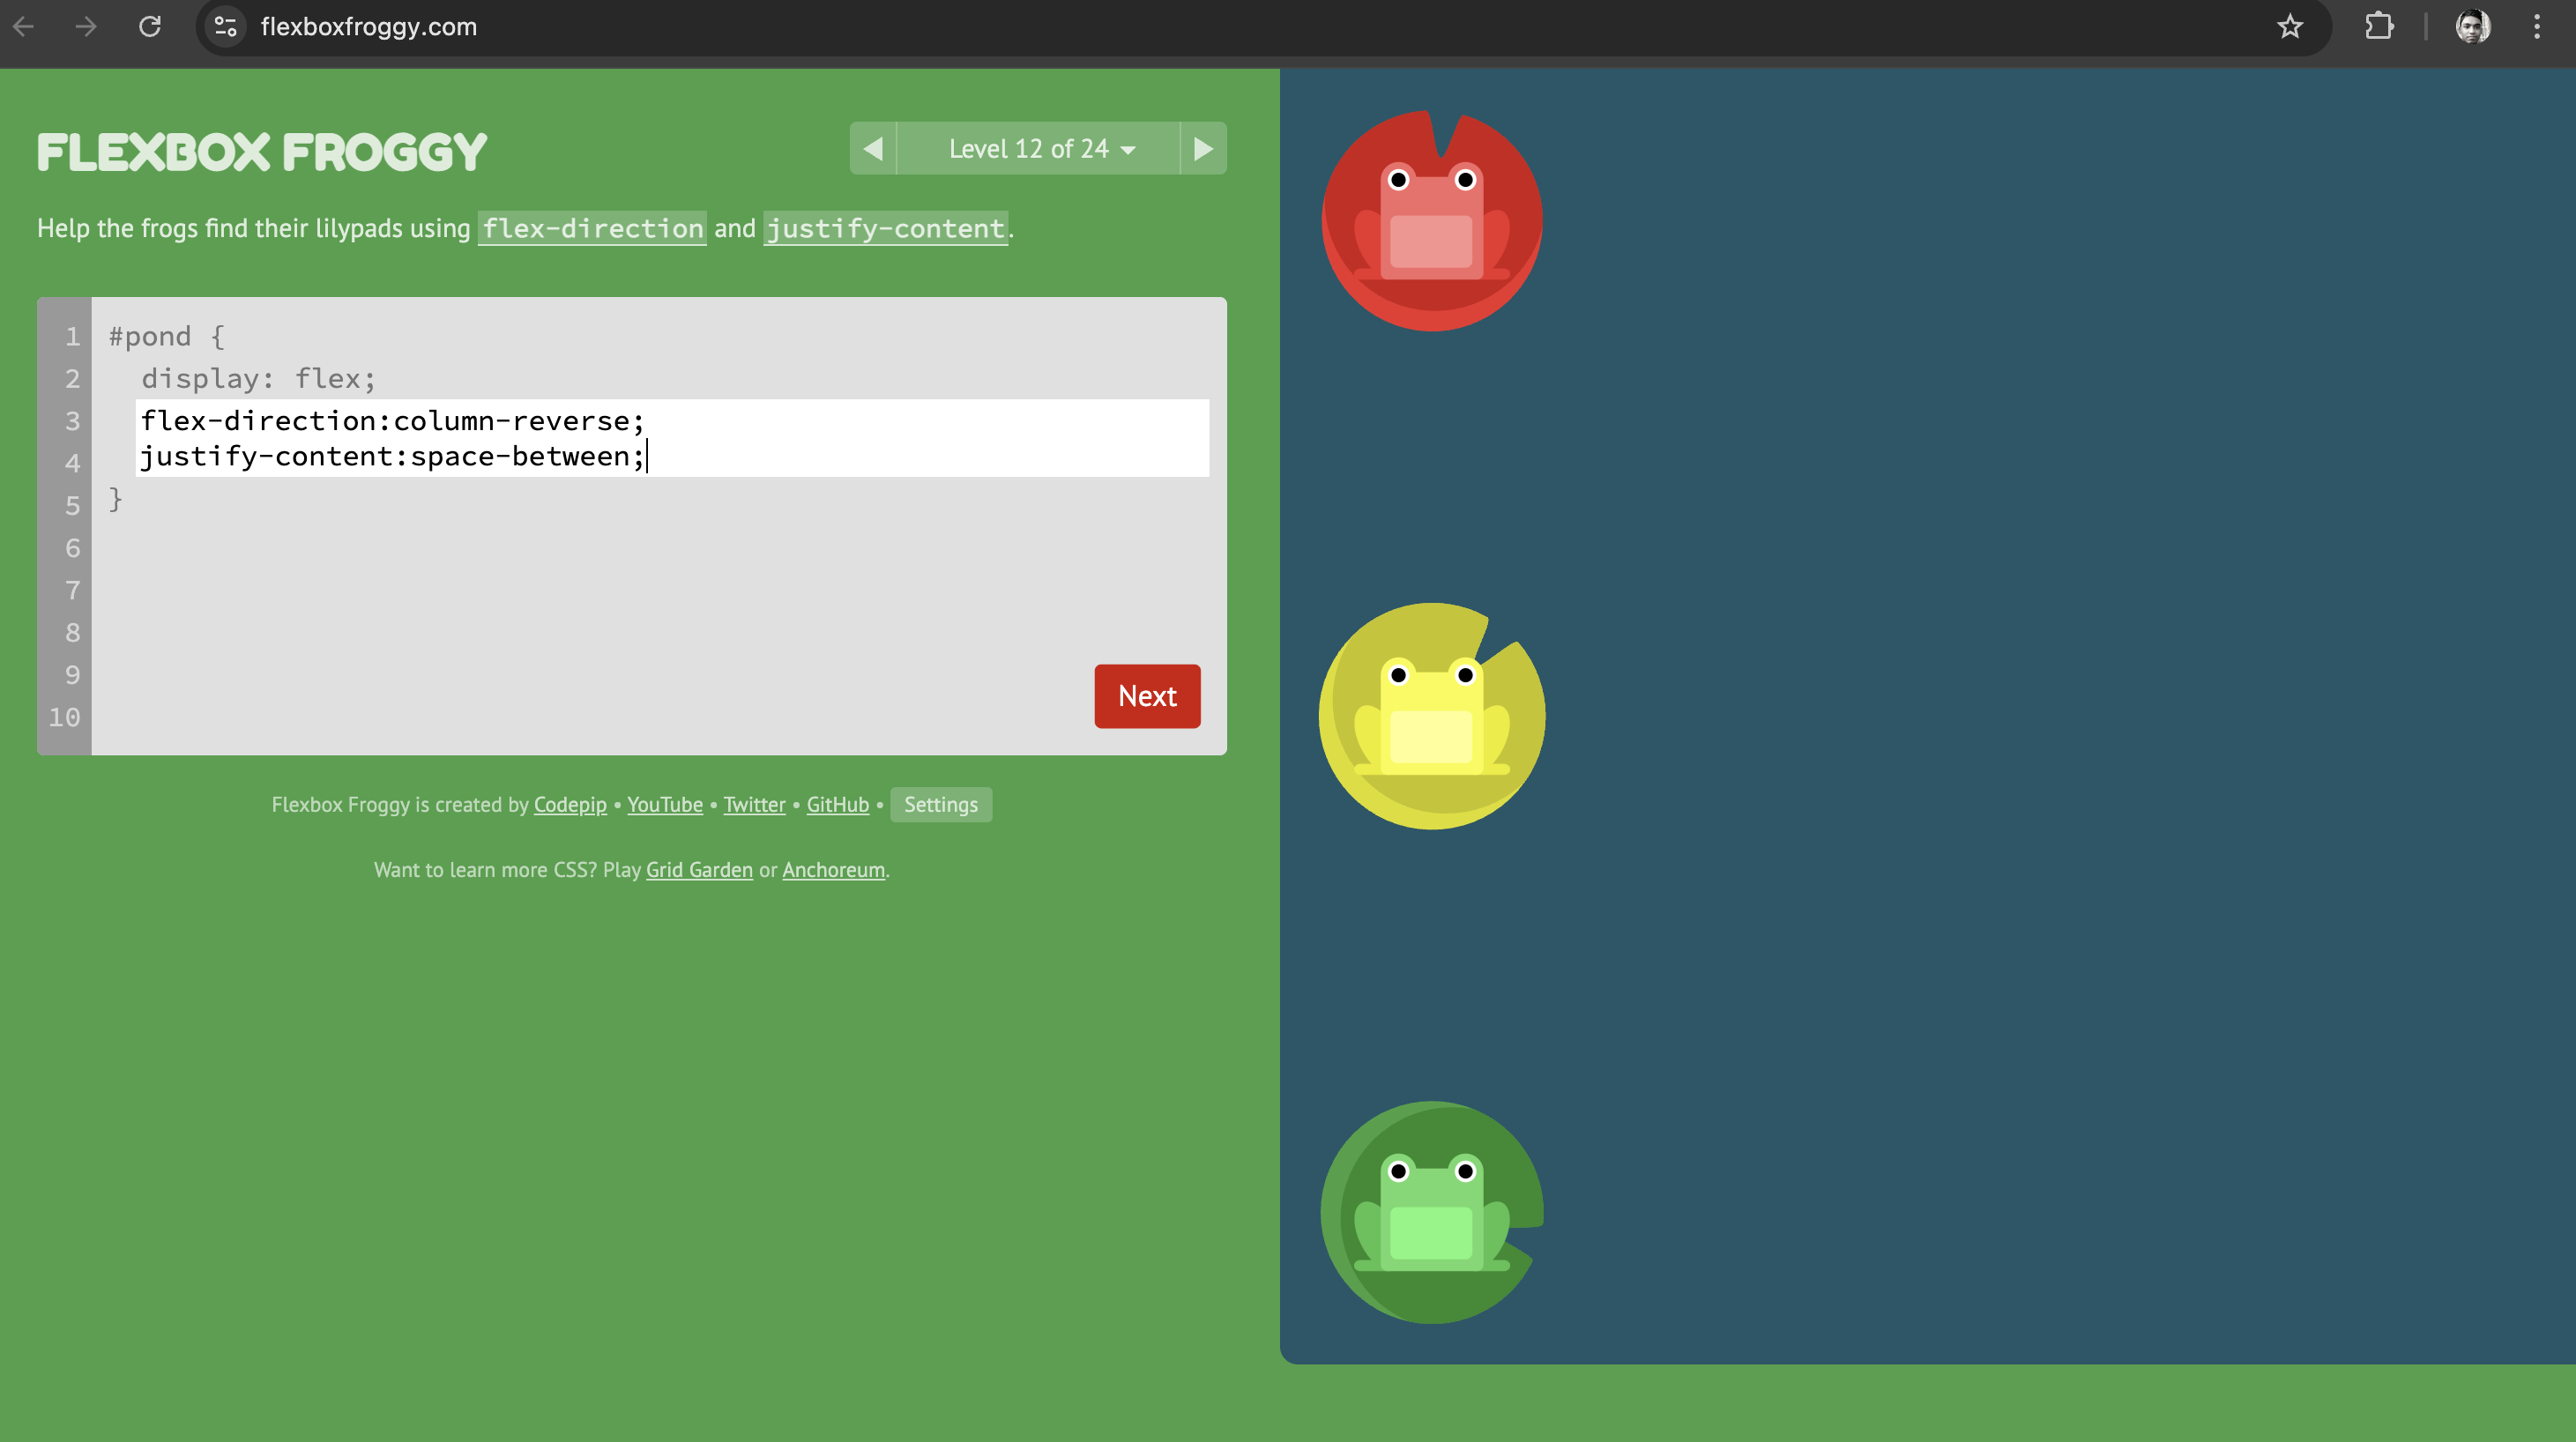 flexboxfroggy.com
FLEXBOX FROGGY
Level 12 of 24
Help the frogs find their lilypads using flex-direction and justify-content.
1 #pond {
2 display: flex;
3 flex-direction:column-reverse;
4 justify-content:space-between;
5 }
6
7
8
9
10
Next
Flexbox Froggy is created by Codepip • YouTube • Twitter • GitHub • Settings
Want to learn more CSS? Play Grid Garden or Anchoreum.